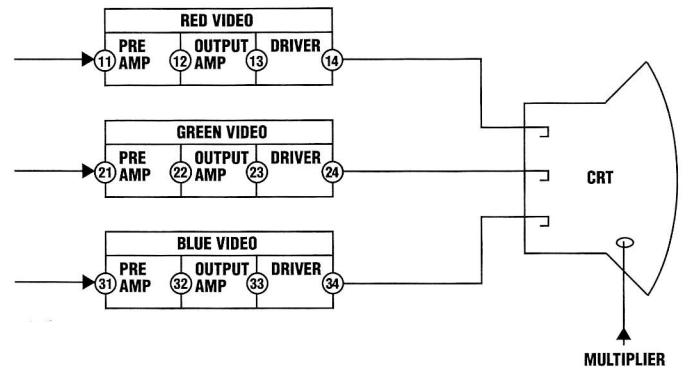 RED VIDEO
PRE OUTPUT DRIVER
11 AMP 12 AMP 13 14
GREEN VIDEO
PRE OUTPUT DRIVER
21 AMP 22 AMP 23 24
CRT
BLUE VIDEO
PRE OUTPUT DRIVER
31 AMP 32 AMP 33 34
MULTIPLIER